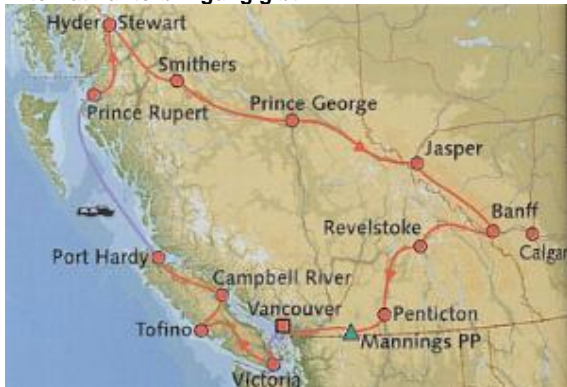 Hyder Stewart
Smithers
Prince Rupert
Prince George
Jasper
Banff
Revelstoke
Calgar
Port Hardy
Campbell River
Vancouver
Penticton
Tofino
Mannings PP
Victoria